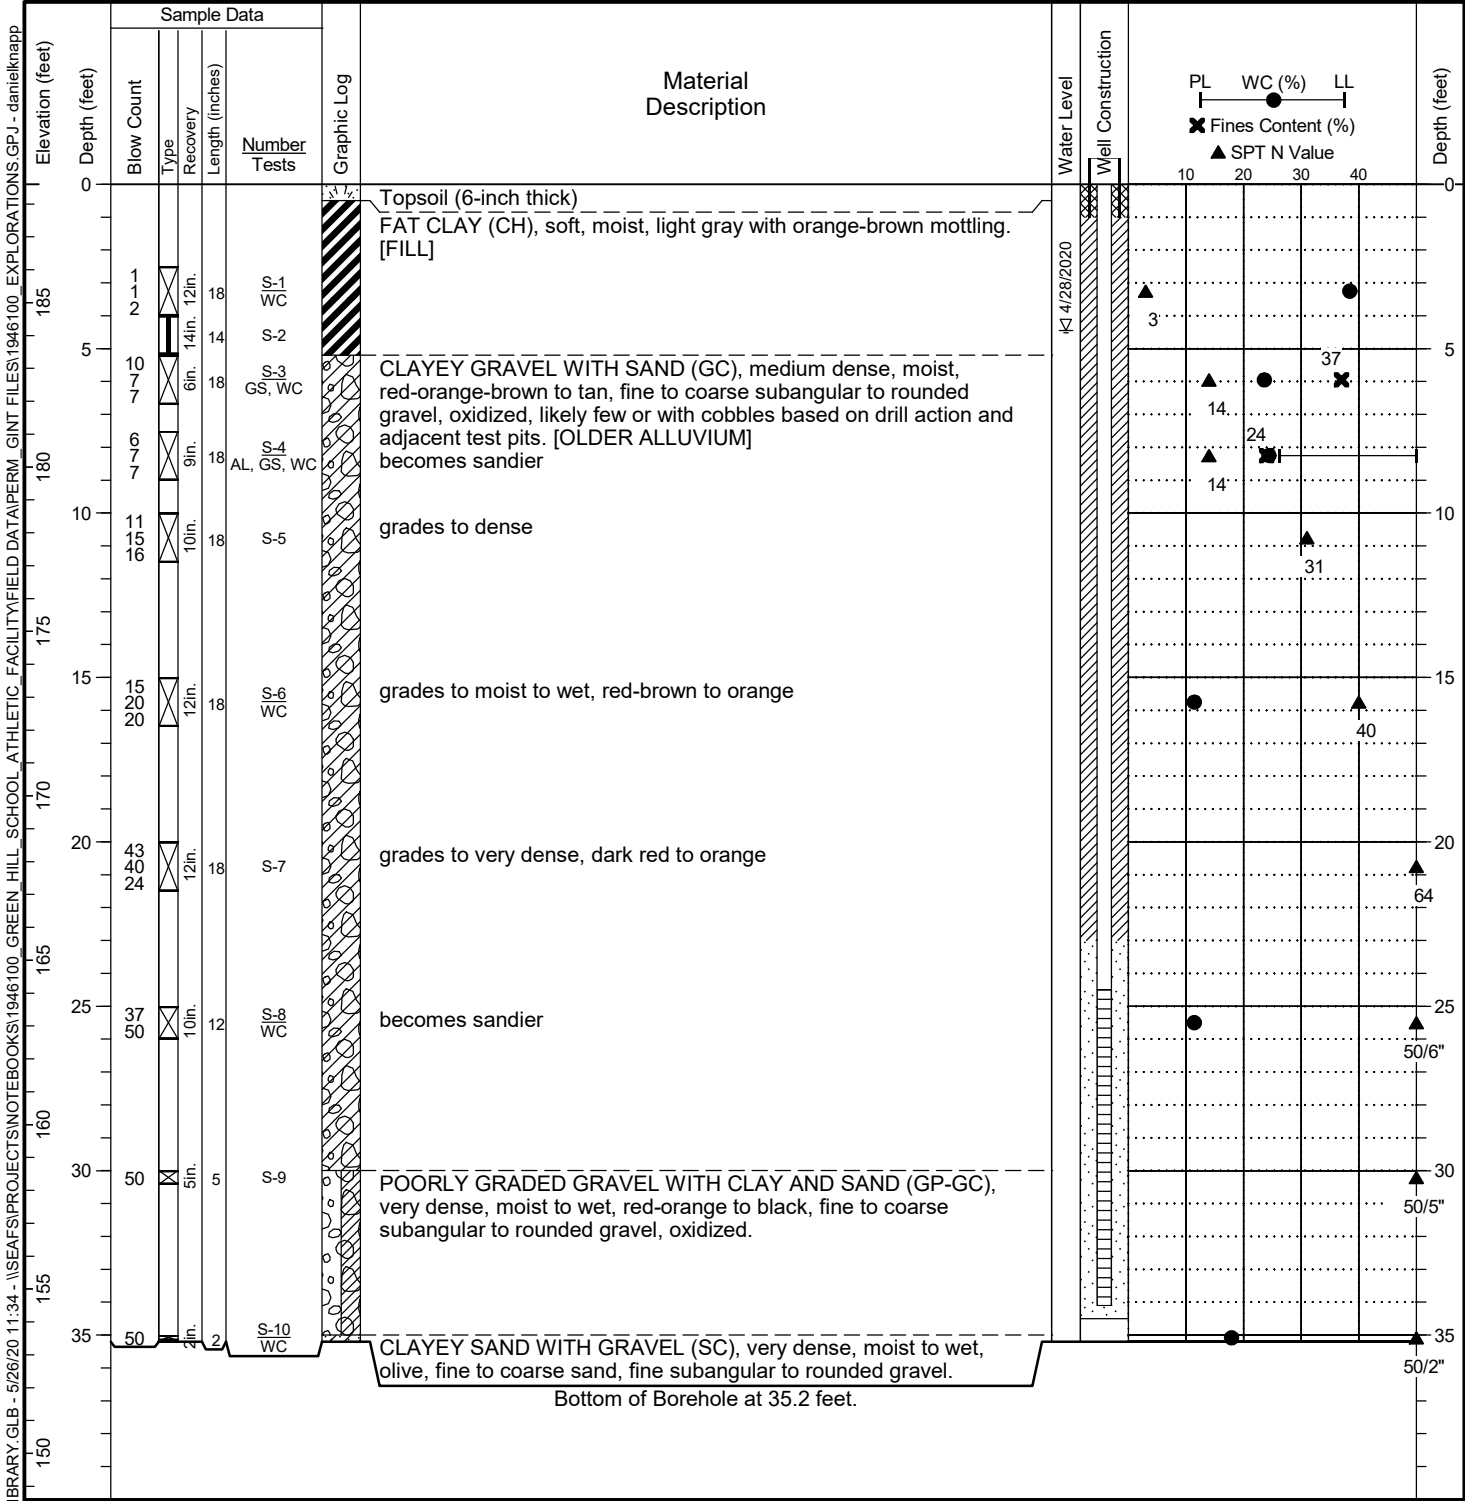 Sample Data
Elevation (feet)
Depth (feet)
Blow Count
Type
Recovery
Length (inches)
Number
Tests
Graphic Log
Material
Description
Water Level
Well Construction
PL WC (%) LL
Fines Content (%)
SPT N Value
10 20 30 40
Depth (feet)
0
Topsoil (6-inch thick)
0
FAT CLAY (CH), soft, moist, light gray with orange-brown mottling.
[FILL]
4/28/2020
185
1
1
2
12in.
18
S-1
WC
3
14in.
14
S-2
5
5
10
7
7
6in.
18
S-3
GS, WC
CLAYEY GRAVEL WITH SAND (GC), medium dense, moist,
red-orange-brown to tan, fine to coarse subangular to rounded
gravel, oxidized, likely few or with cobbles based on drill action and
adjacent test pits. [OLDER ALLUVIUM]
37
14
180
6
7
7
9in.
18
S-4
AL, GS, WC
becomes sandier
24
14
10
10
11
15
16
10in.
18
S-5
grades to dense
31
175
15
15
15
20
20
12in.
18
S-6
WC
grades to moist to wet, red-brown to orange
40
170
20
20
43
40
24
12in.
18
S-7
grades to very dense, dark red to orange
64
165
25
25
37
50
10in.
12
S-8
WC
becomes sandier
50/6"
160
30
30
50
5in.
5
S-9
POORLY GRADED GRAVEL WITH CLAY AND SAND (GP-GC),
very dense, moist to wet, red-orange to black, fine to coarse
subangular to rounded gravel, oxidized.
50/5"
155
35
35
50
2in.
2
S-10
WC
CLAYEY SAND WITH GRAVEL (SC), very dense, moist to wet,
olive, fine to coarse sand, fine subangular to rounded gravel.
50/2"
Bottom of Borehole at 35.2 feet.
150
IBRARY.GLB - 5/26/20 11:34 - \\SEAFS\PROJECTS\NOTEBOOKS\1946100_GREEN_HILL_SCHOOL_ATHLETIC_FACILITY\FIELD DATA\PERM_GINT FILES\1946100_EXPLORATIONS.GPJ - danielknapp